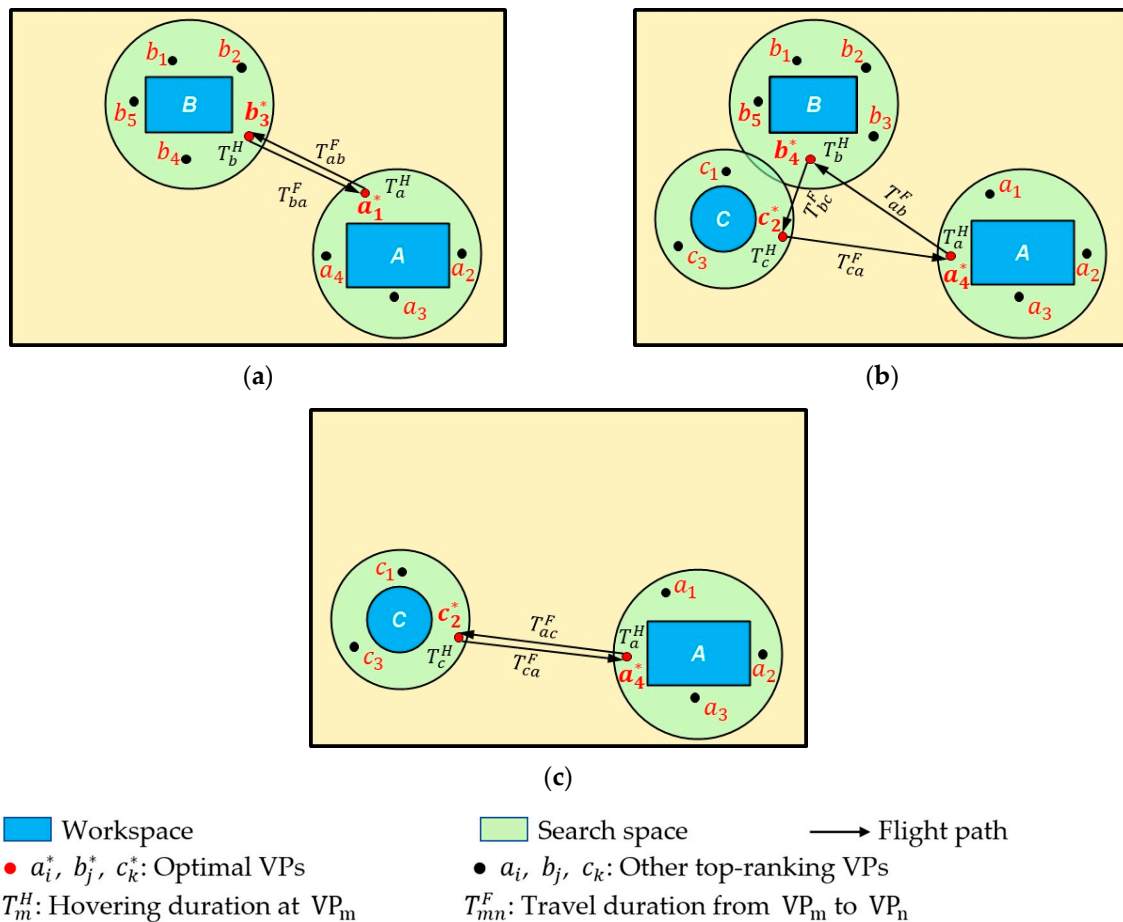 b₁ b₂
B
b₅ b₃*
T_b^H
b₄
T_ab^F
T_ba^F
T_a^H
a₁*
A
a₄ a₂
a₃
(a)
b₁ b₂
B
b₅ b₃
b₄* T_b^H
c₁
T_bc^F
T_ab^F
a₁
C
c₂*
T_c^H
c₃
T_ca^F
T_a^H
A
a₄* a₂
a₃
(b)
c₁
C
c₂*
T_c^H
c₃
T_ac^F
T_ca^F
a₁
T_a^H
A
a₄* a₂
a₃
(c)
Workspace Search space Flight path
a_i*, b_j*, c_k*: Optimal VPs a_i, b_j, c_k: Other top-ranking VPs
T_m^H: Hovering duration at VP_m T_mn^F: Travel duration from VP_m to VP_n